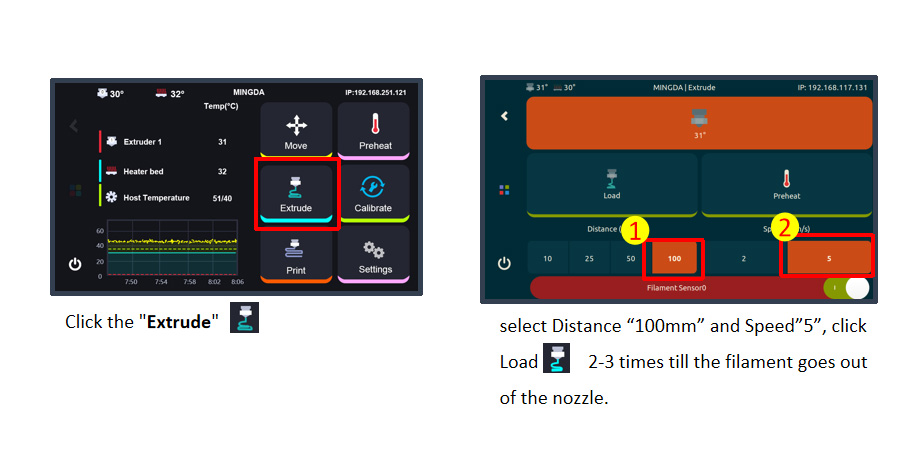 30° 32° MINGDA IP:192.168.251.121
Temp(°C)
Extruder 1 31
Heater bed 32
Host Temperature 51/40
60
40
20
0
7:50 7:54 7:58 8:02 8:06
Move
Preheat
Extrude
Calibrate
Print
Settings
Click the "Extrude"
31° 30° MINGDA | Extrude IP: 192.168.117.131
31°
Load
Preheat
Distance (
1
Sp
2
/s)
10 25 50 100 2 5
Filament Sensor0
select Distance “100mm” and Speed”5”, click
Load 2-3 times till the filament goes out
of the nozzle.